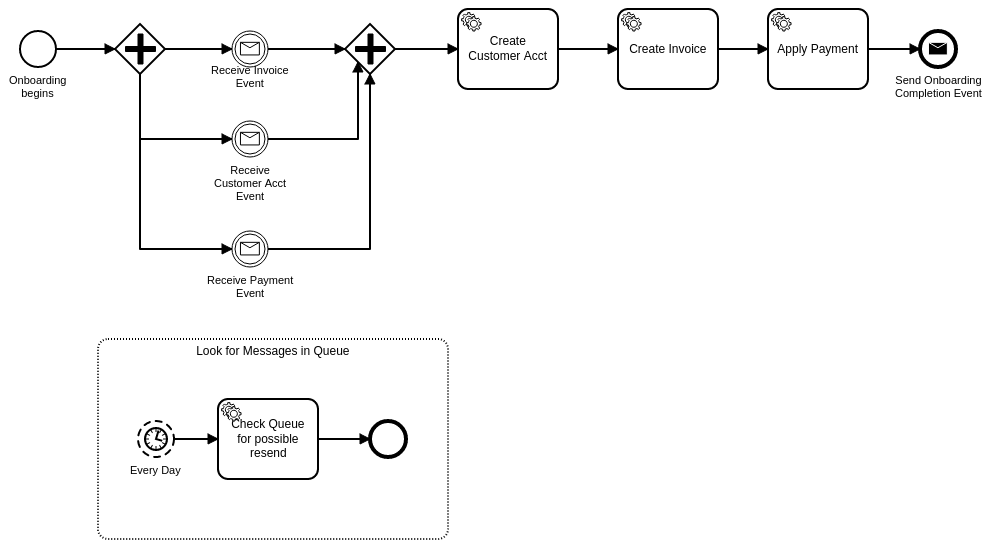 Onboarding
begins
Receive Invoice
Event
Receive
Customer Acct
Event
Receive Payment
Event
Create
Customer Acct
Create Invoice
Apply Payment
Send Onboarding
Completion Event
Look for Messages in Queue
Every Day
Check Queue
for possible
resend